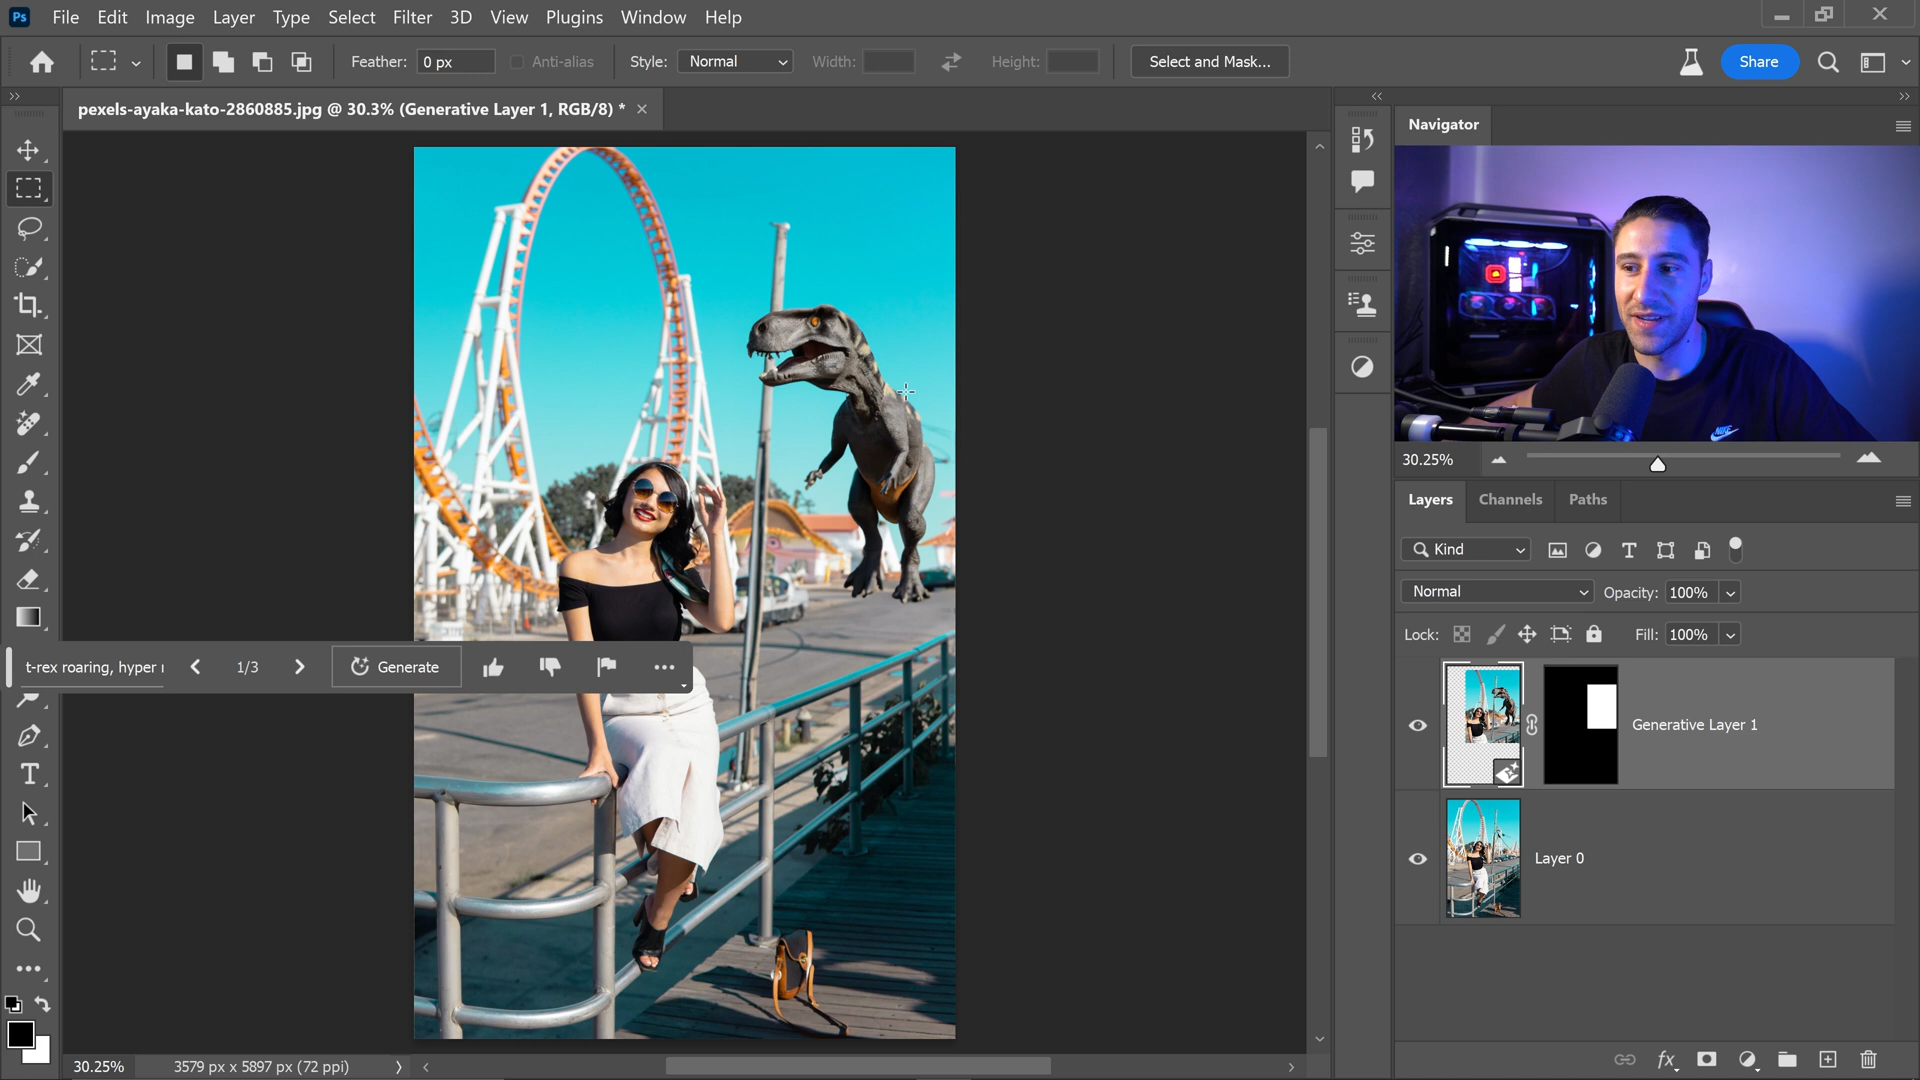 Ps File Edit Image Layer Type Select Filter 3D View Plugins Window Help
Feather: 0 px Anti-alias Style: Normal Width: Height: Select and Mask... Share
pexels-ayaka-kato-2860885.jpg @ 30.3% (Generative Layer 1, RGB/8) * ×
Navigator
NIKE
30.25%
Layers Channels Paths
Kind
Normal Opacity: 100%
Lock: Fill: 100%
t-rex roaring, hyper 1/3 Generate
Generative Layer 1
Layer 0
T
fx
30.25% 3579 px x 5897 px (72 ppi)